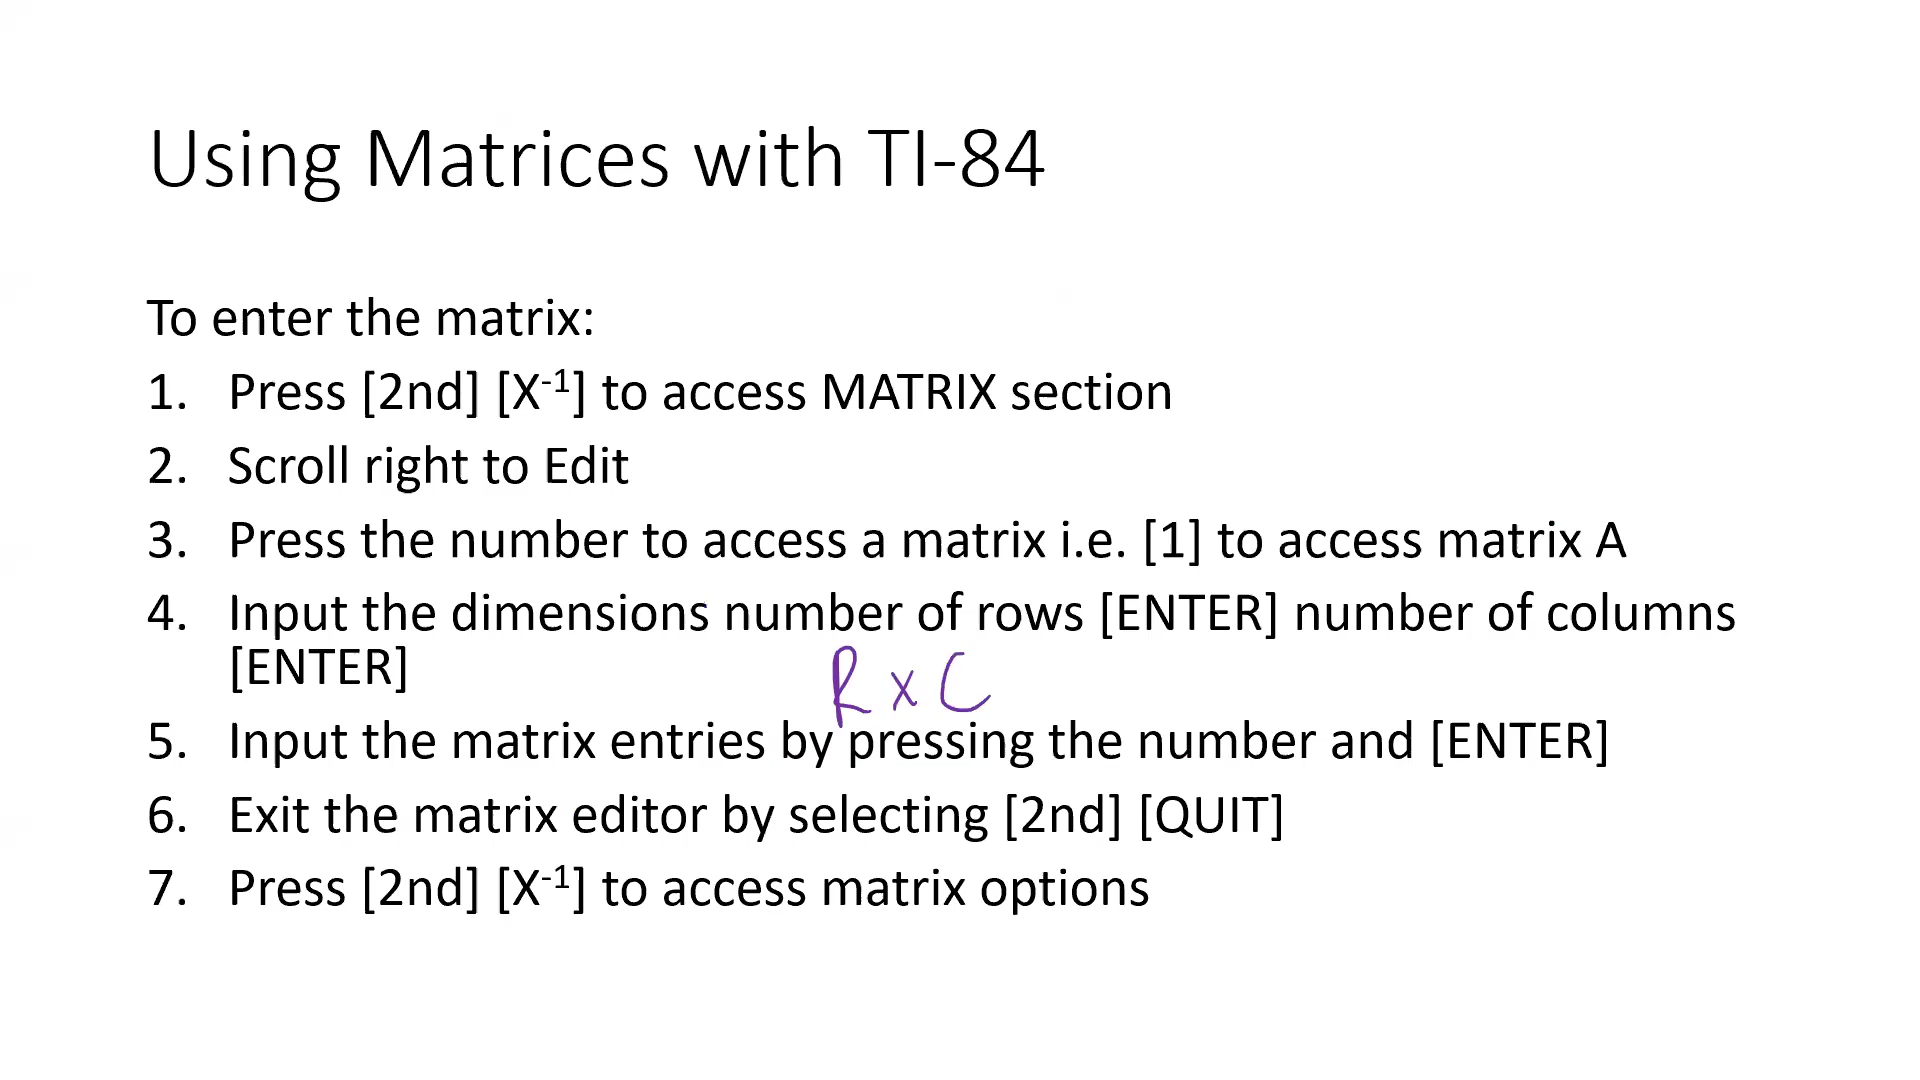 Using Matrices with TI-84
To enter the matrix:
1. Press [2nd] [X⁻¹] to access MATRIX section
2. Scroll right to Edit
3. Press the number to access a matrix i.e. [1] to access matrix A
4. Input the dimensions number of rows [ENTER] number of columns
[ENTER]
R x C
5. Input the matrix entries by pressing the number and [ENTER]
6. Exit the matrix editor by selecting [2nd] [QUIT]
7. Press [2nd] [X⁻¹] to access matrix options